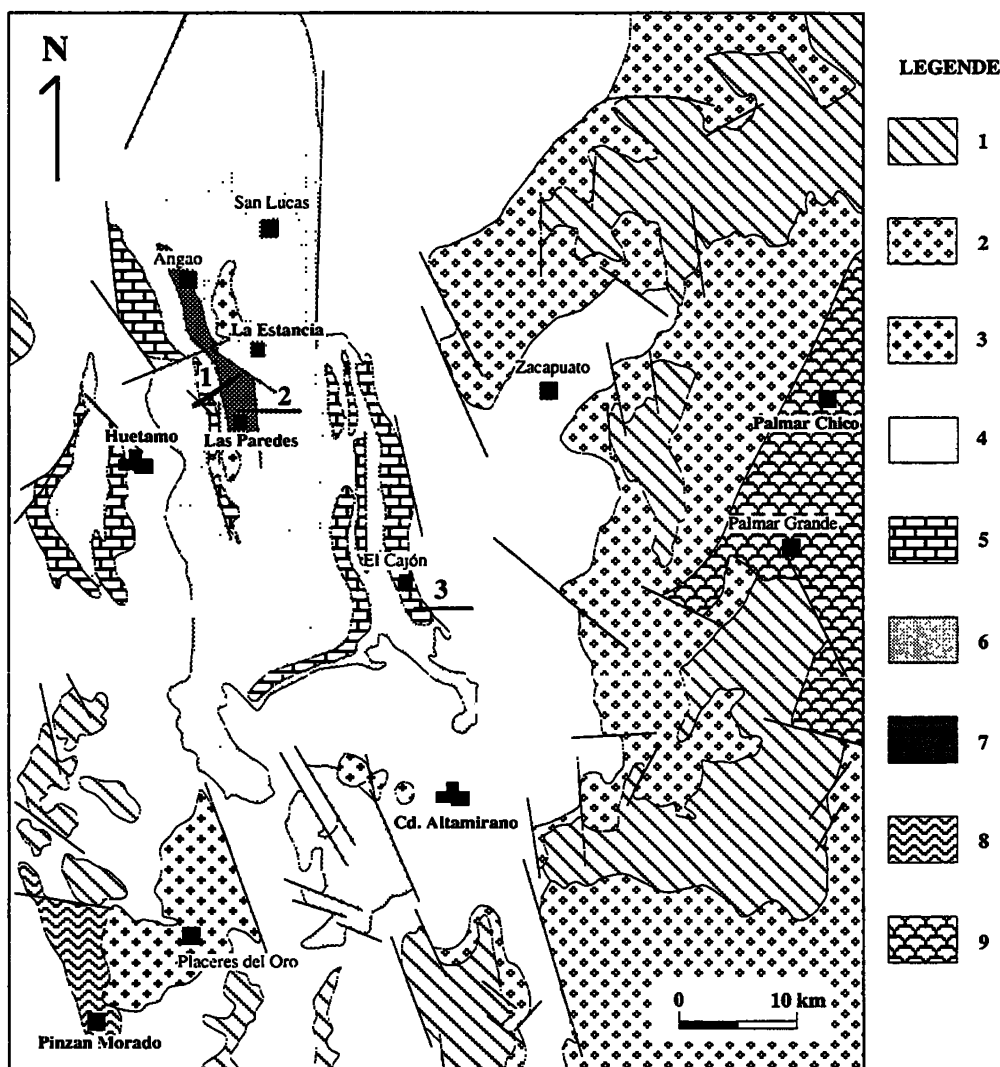 N
LEGENDE
1
2
3
4
5
6
7
8
9
San Lucas
Angao
La Estancia
1
2
Zacapuato
Palmar Chico
Huetamo
Las Paredes
Palmar Grande
El Cajón
3
Cd. Altamirano
Placeres del Oro
Pinzan Morado
0 10 km